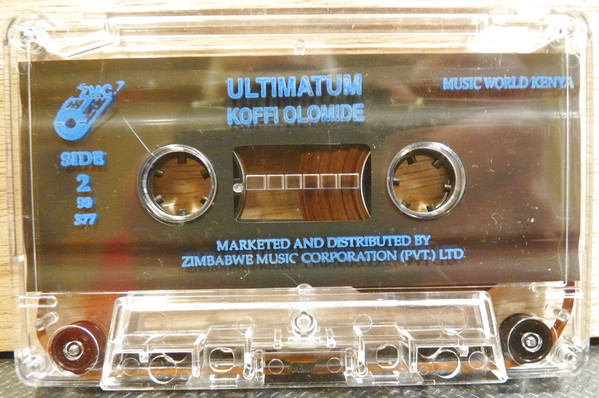 ZMC
ULTIMATUM
KOFFI OLOMIDE
MUSIC WORLD KENYA
SIDE
2
99
377
MARKETED AND DISTRIBUTED BY
ZIMBABWE MUSIC CORPORATION (PVT.) LTD.